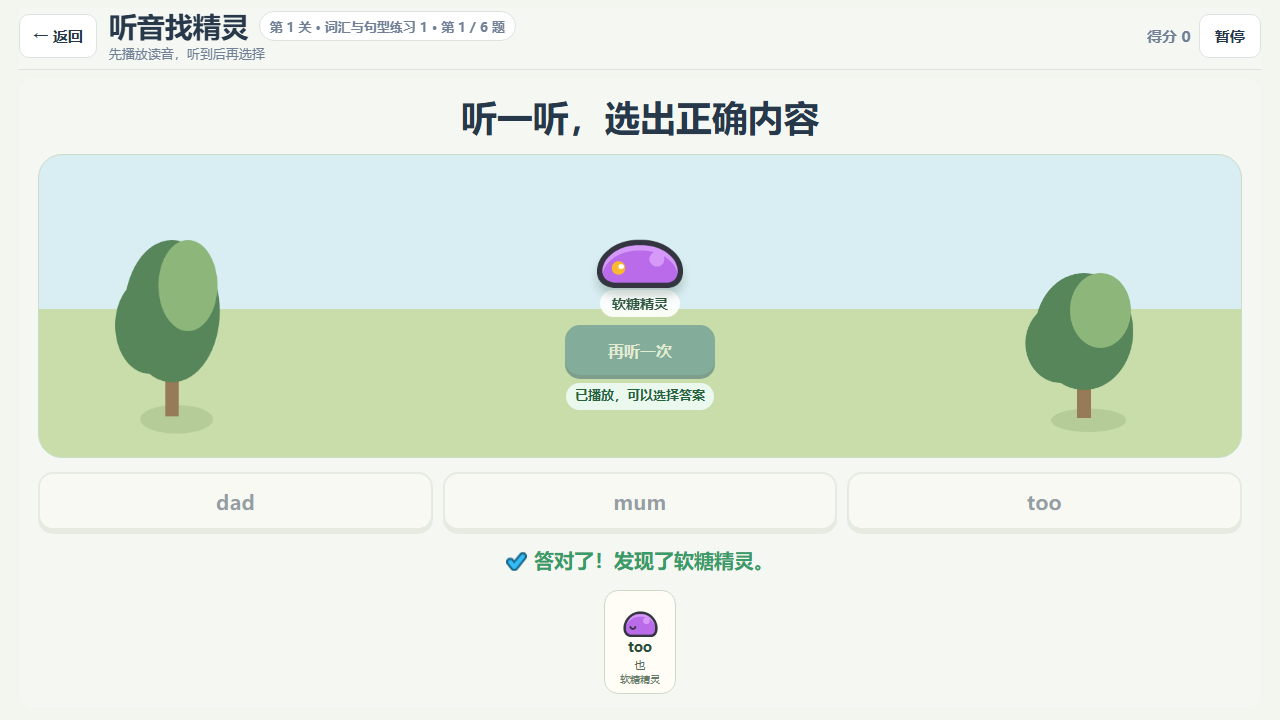 ← 返回
听音找精灵
第 1 关 • 词汇与句型练习 1 • 第 1 / 6 题
先播放读音，听到后再选择
得分 0
暂停
听一听，选出正确内容
软糖精灵
再听一次
已播放，可以选择答案
dad
mum
too
答对了！发现了软糖精灵。
too
也
软糖精灵